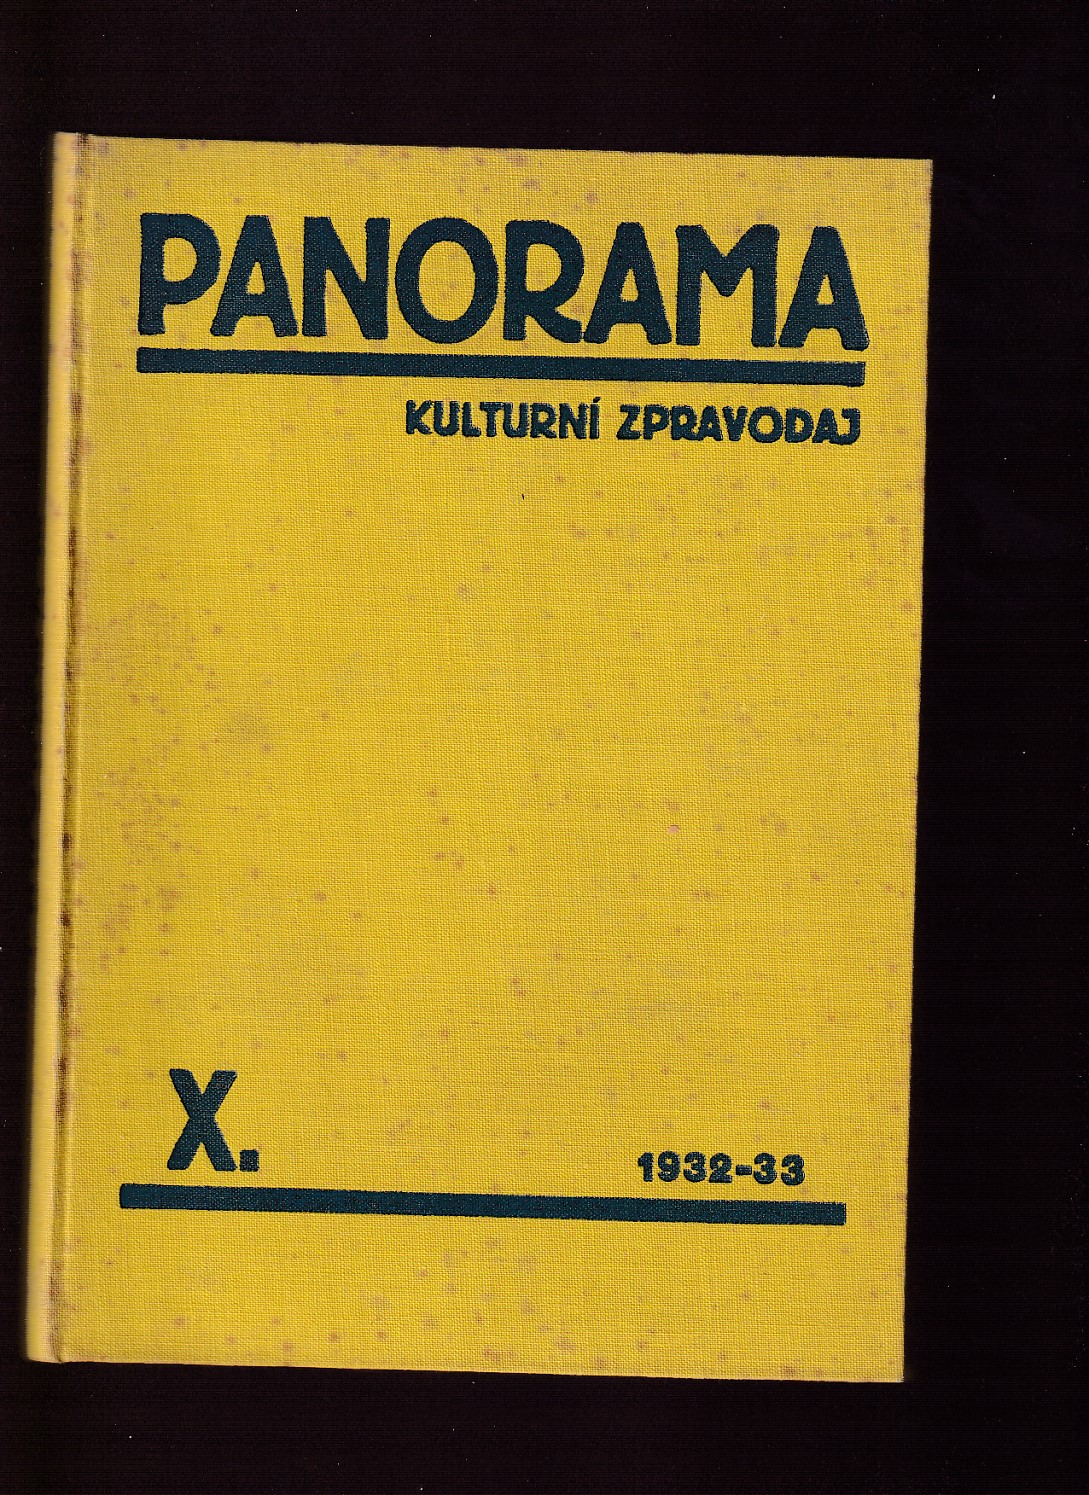 PANORAMA
KULTURNÍ ZPRAVODAJ
X.
1932-33